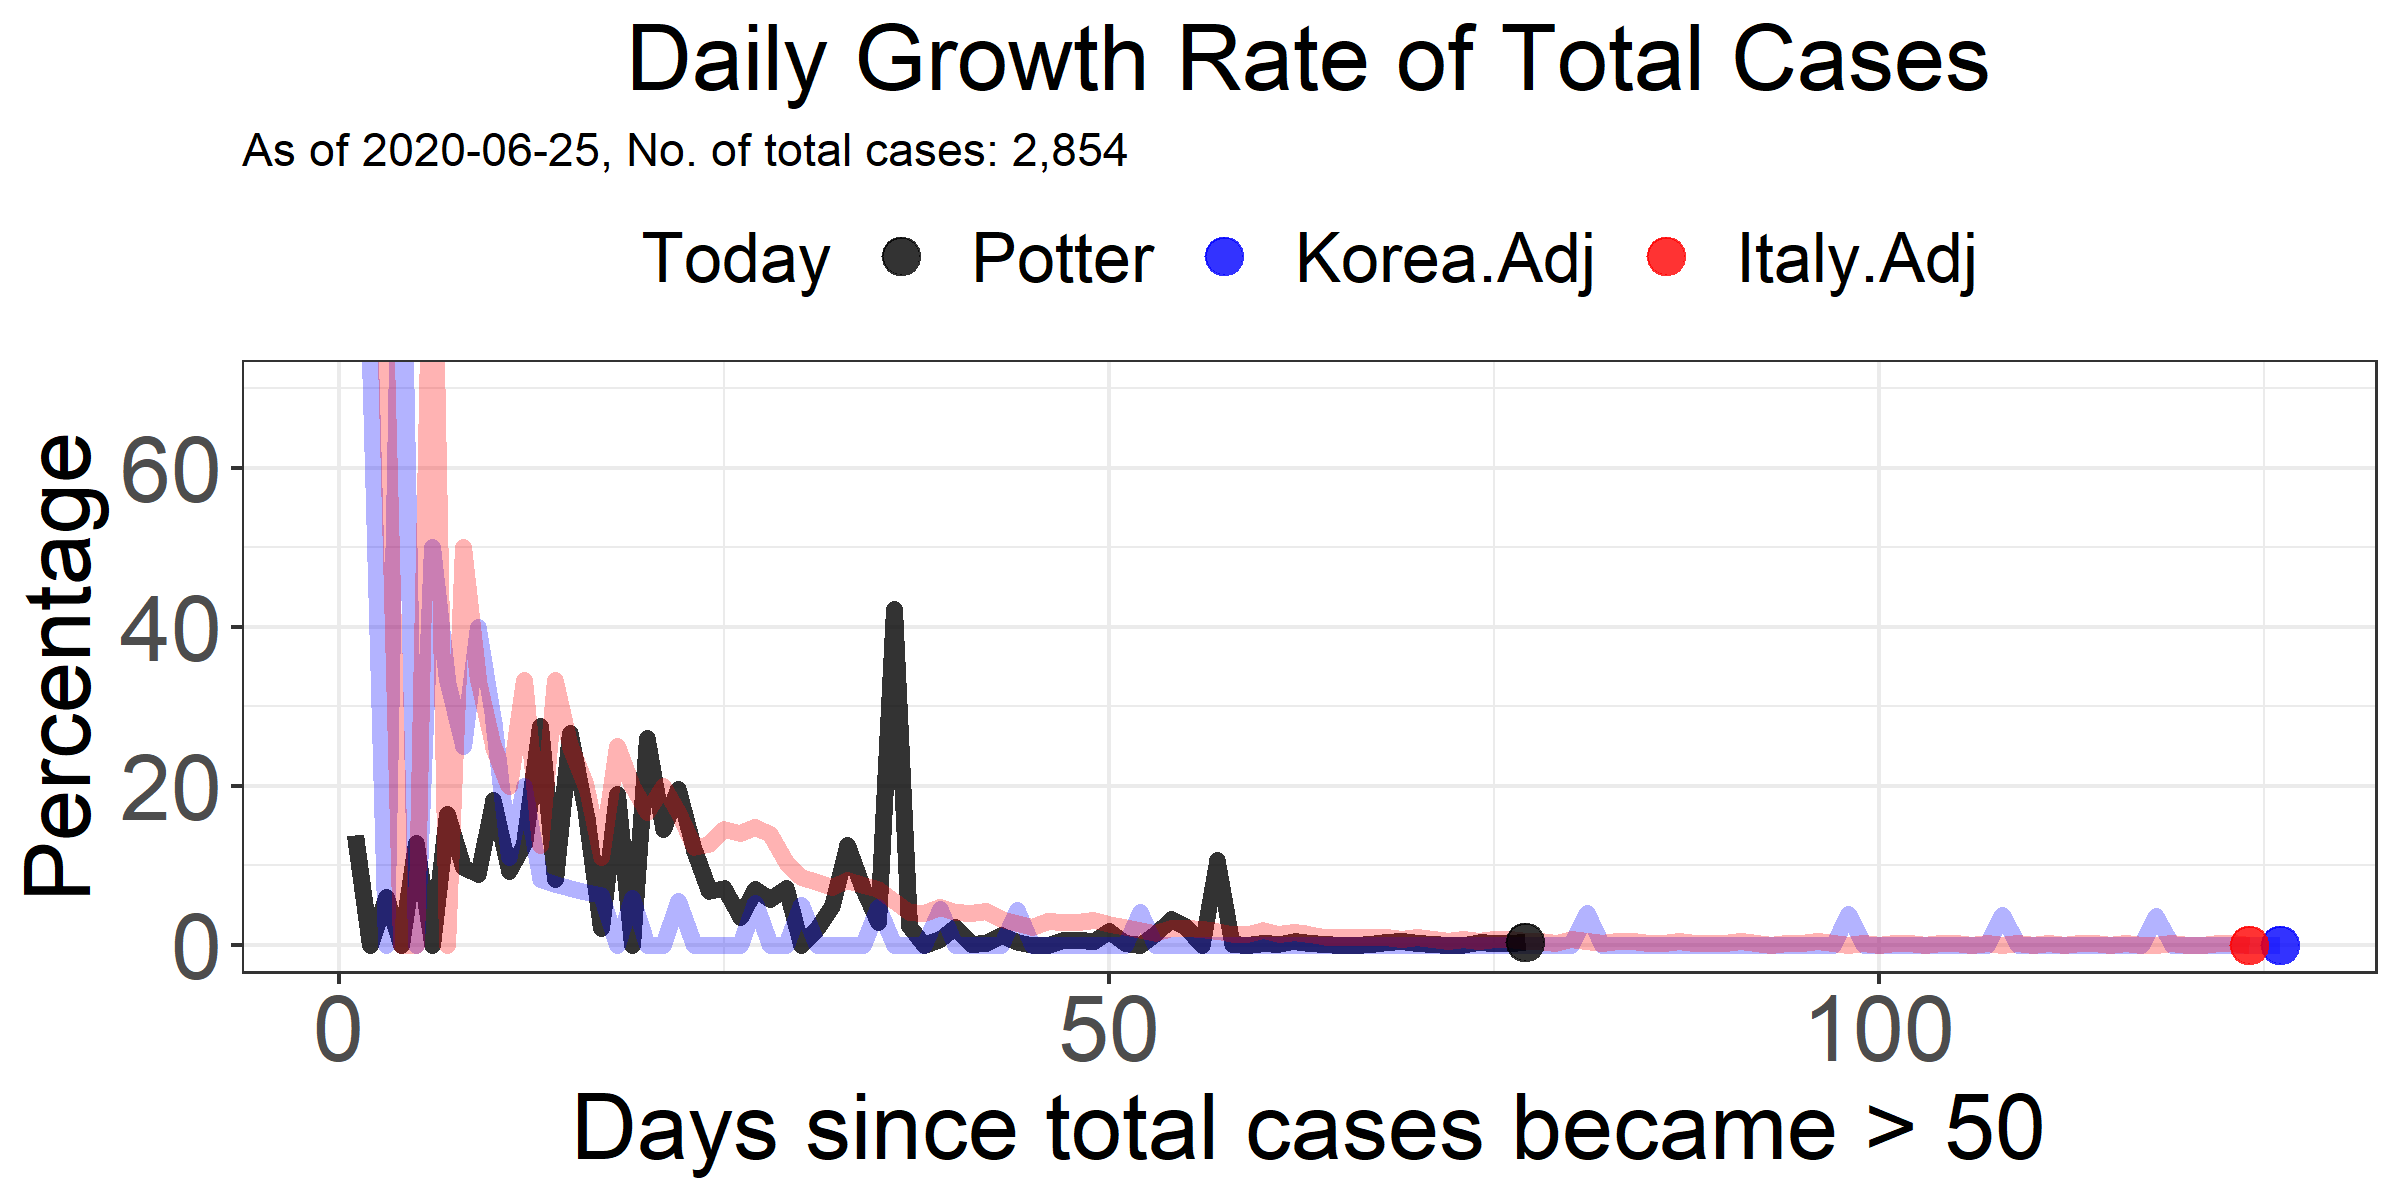 Daily Growth Rate of Total Cases
As of 2020-06-25, No. of total cases: 2,854
Today Potter Korea.Adj Italy.Adj
Percentage
60
40
20
0
0 50 100
Days since total cases became > 50